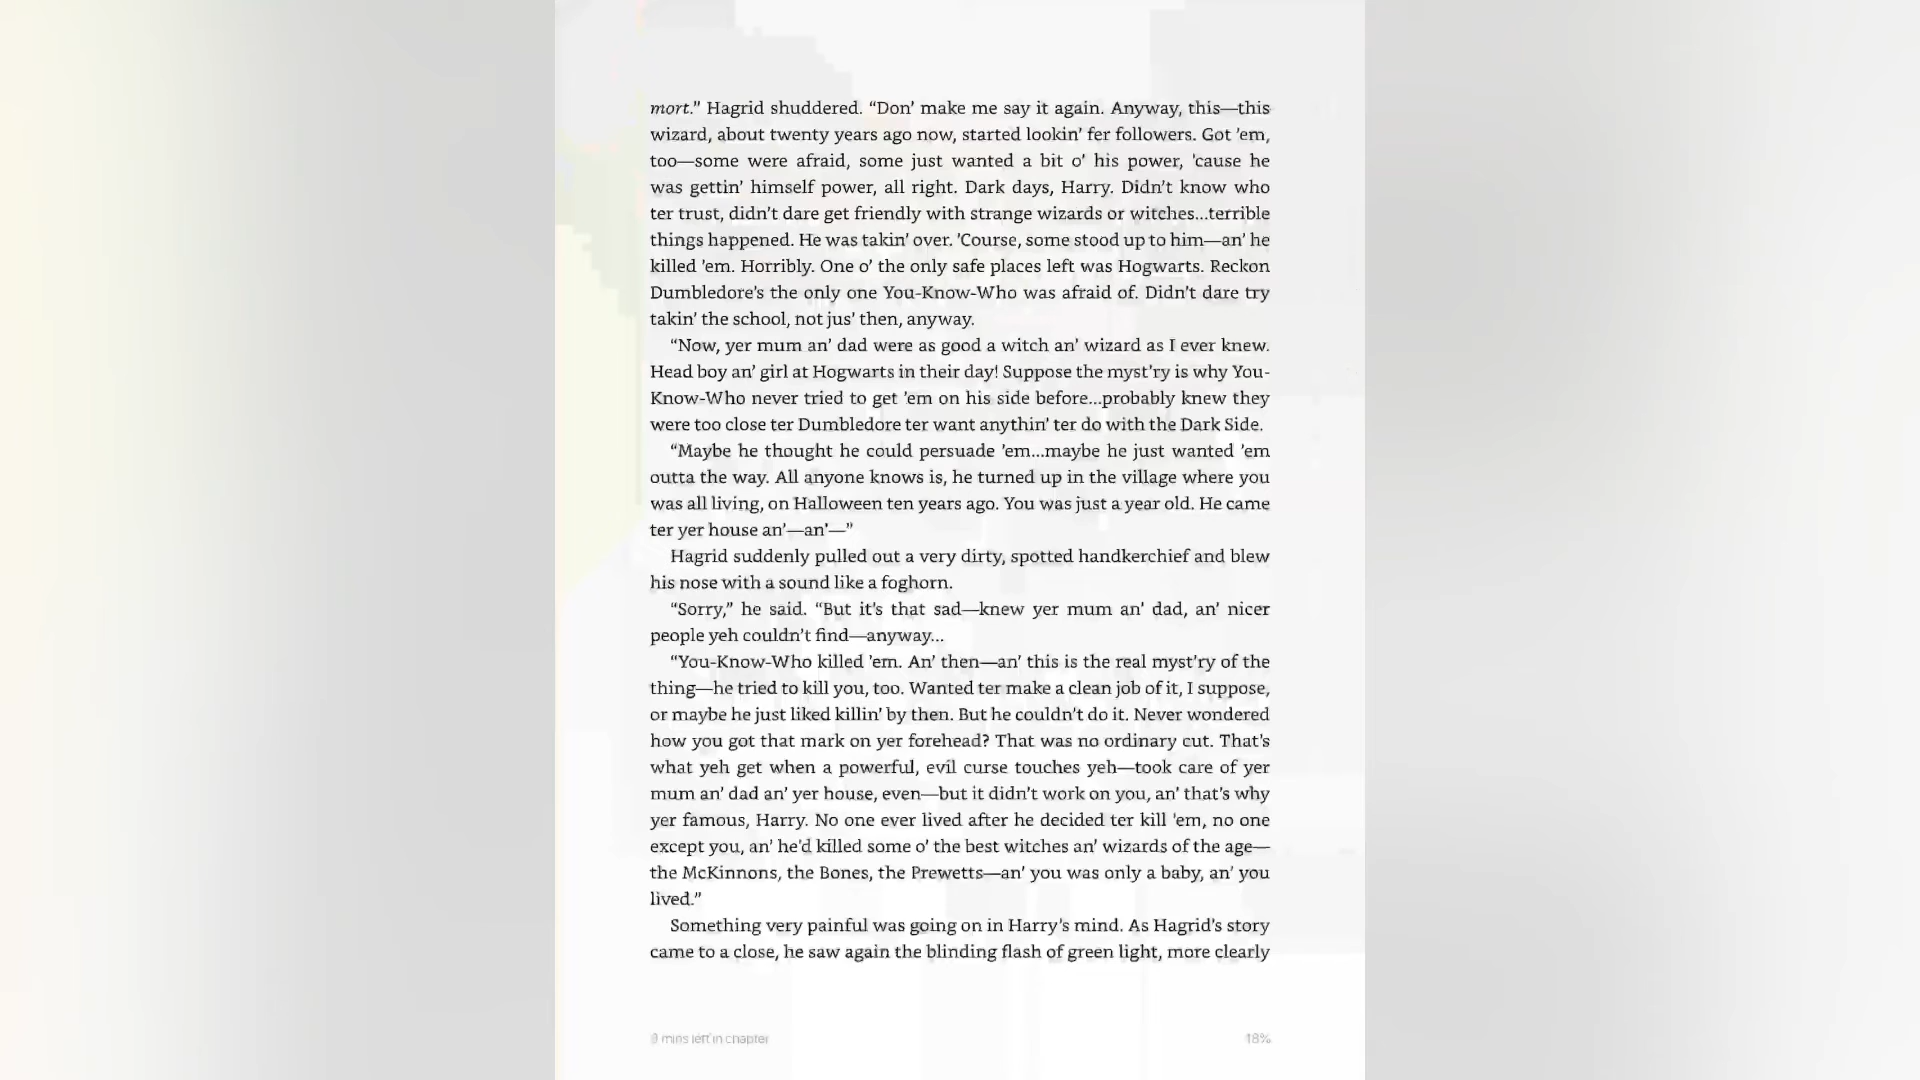 mort.” Hagrid shuddered. “Don’ make me say it again. Anyway, this—this
wizard, about twenty years ago now, started lookin’ fer followers. Got ’em,
too—some were afraid, some just wanted a bit o’ his power, ’cause he
was gettin’ himself power, all right. Dark days, Harry. Didn’t know who
ter trust, didn’t dare get friendly with strange wizards or witches...terrible
things happened. He was takin’ over. ’Course, some stood up to him—an’ he
killed ’em. Horribly. One o’ the only safe places left was Hogwarts. Reckon
Dumbledore’s the only one You-Know-Who was afraid of. Didn’t dare try
takin’ the school, not jus’ then, anyway.
“Now, yer mum an’ dad were as good a witch an’ wizard as I ever knew.
Head boy an’ girl at Hogwarts in their day! Suppose the myst’ry is why You-
Know-Who never tried to get ’em on his side before...probably knew they
were too close ter Dumbledore ter want anythin’ ter do with the Dark Side.
“Maybe he thought he could persuade ’em...maybe he just wanted ’em
outta the way. All anyone knows is, he turned up in the village where you
was all living, on Halloween ten years ago. You was just a year old. He came
ter yer house an’—an’—”
Hagrid suddenly pulled out a very dirty, spotted handkerchief and blew
his nose with a sound like a foghorn.
“Sorry,” he said. “But it’s that sad—knew yer mum an’ dad, an’ nicer
people yeh couldn’t find—anyway...
“You-Know-Who killed ’em. An’ then—an’ this is the real myst’ry of the
thing—he tried to kill you, too. Wanted ter make a clean job of it, I suppose,
or maybe he just liked killin’ by then. But he couldn’t do it. Never wondered
how you got that mark on yer forehead? That was no ordinary cut. That’s
what yeh get when a powerful, evil curse touches yeh—took care of yer
mum an’ dad an’ yer house, even—but it didn’t work on you, an’ that’s why
yer famous, Harry. No one ever lived after he decided ter kill ’em, no one
except you, an’ he’d killed some o’ the best witches an’ wizards of the age—
the McKinnons, the Bones, the Prewetts—an’ you was only a baby, an’ you
lived.”
Something very painful was going on in Harry’s mind. As Hagrid’s story
came to a close, he saw again the blinding flash of green light, more clearly
mins left in chapter 18%